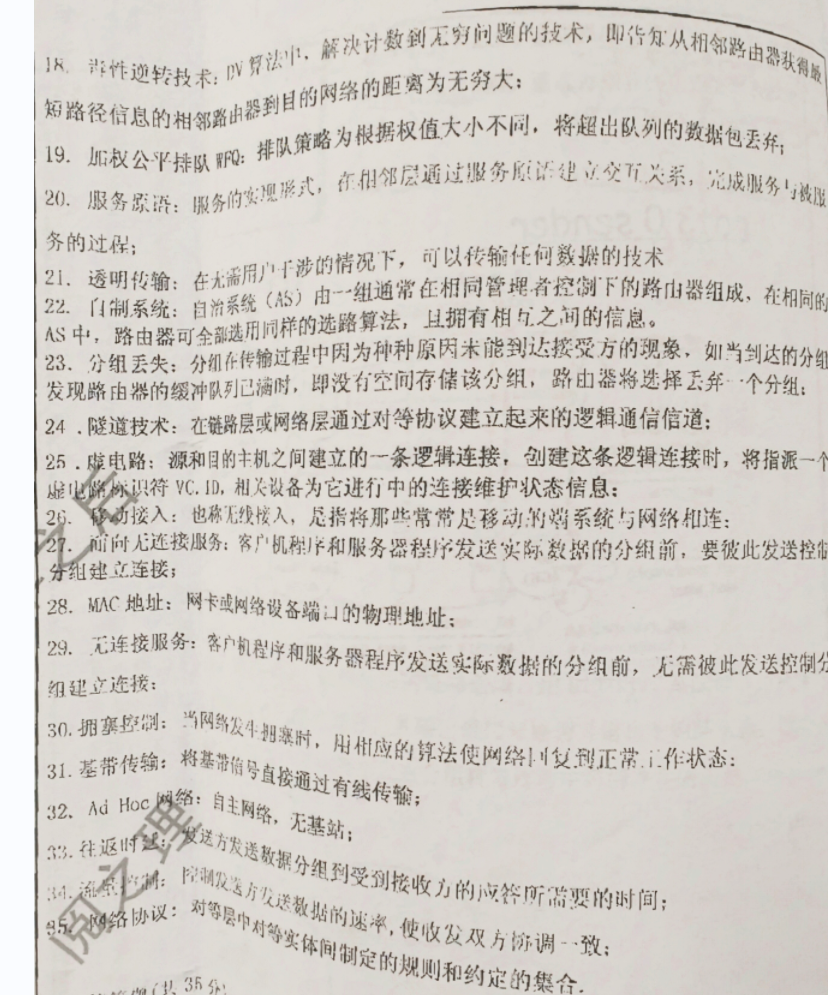 18. 毒性逆转技术：DV 算法中，解决计数到无穷问题的技术，即告知从相邻路由器获得最
短路径信息的相邻路由器到目的网络的距离为无穷大；
19. 加权公平排队 WFQ：排队策略为根据权值大小不同，将超出队列的数据包丢弃；
20. 服务原语：服务的实现形式，在相邻层通过服务原语建立交互关系，完成服务与被服
务的过程；
21. 透明传输：在无需用户干涉的情况下，可以传输任何数据的技术
22. 自制系统：自治系统（AS）由一组通常在相同管理者控制下的路由器组成，在相同的
AS 中，路由器可全部选用同样的选路算法，且拥有相互之间的信息。
23. 分组丢失：分组在传输过程中因为种种原因未能到达接受方的现象，如当到达的分组
发现路由器的缓冲队列已满时，即没有空间存储该分组，路由器将选择丢弃一个分组；
24 .隧道技术：在链路层或网络层通过对等协议建立起来的逻辑通信信道；
25 .虚电路：源和目的主机之间建立的一条逻辑连接，创建这条逻辑连接时，将指派一个
虚电路标识符 VC.ID，相关设备为它进行中的连接维护状态信息；
26. 移动接入：也称无线接入，是指将那些常常是移动的端系统与网络相连；
27. 面向无连接服务：客户机程序和服务器程序发送实际数据的分组前，要彼此发送控制
分组建立连接；
28. MAC 地址：网卡或网络设备端口的物理地址；
29. 无连接服务：客户机程序和服务器程序发送实际数据的分组前，无需彼此发送控制分
组建立连接；
30.拥塞控制：当网络发生拥塞时，用相应的算法使网络回复到正常工作状态；
31. 基带传输：将基带信号直接通过有线传输；
32. Ad Hoc 网络：自主网络，无基站；
33.往返时延：发送方发送数据分组到受到接收方的应答所需要的时间；
34.流量控制：控制发送方发送数据的速率，使收发双方协调一致；
35. 网络协议：对等层中对等实体间制定的规则和约定的集合.
(共 35 分)
之后
阅之理